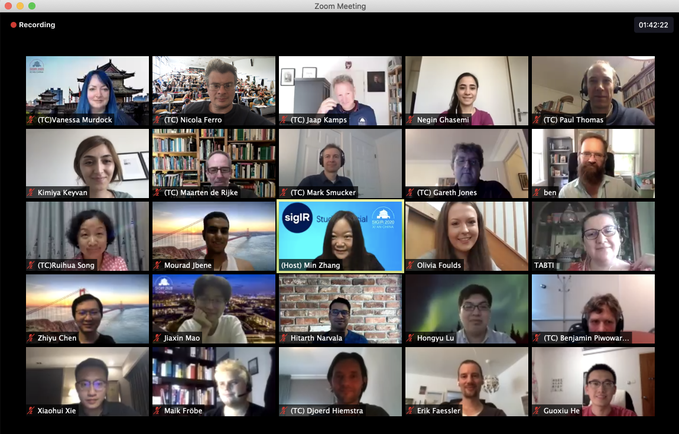 Zoom Meeting
Recording
01:42:22
(TC)Vanessa Murdock
(TC) Nicola Ferro
(TC) Jaap Kamps
Negin Ghasemi
(TC) Paul Thomas
Kimiya Keyvan
(TC) Maarten de Rijke
(TC) Mark Smucker
(TC) Gareth Jones
ben
sigIR
(TC)Ruihua Song
Mourad Jbene
(Host) Min Zhang
Olivia Foulds
TABTI
Zhiyu Chen
Jiaxin Mao
Hitarth Narvala
Hongyu Lu
(TC) Benjamin Piwowar...
Xiaohui Xie
Maik Fröbe
(TC) Djoerd Hiemstra
Erik Faessler
Guoxiu He